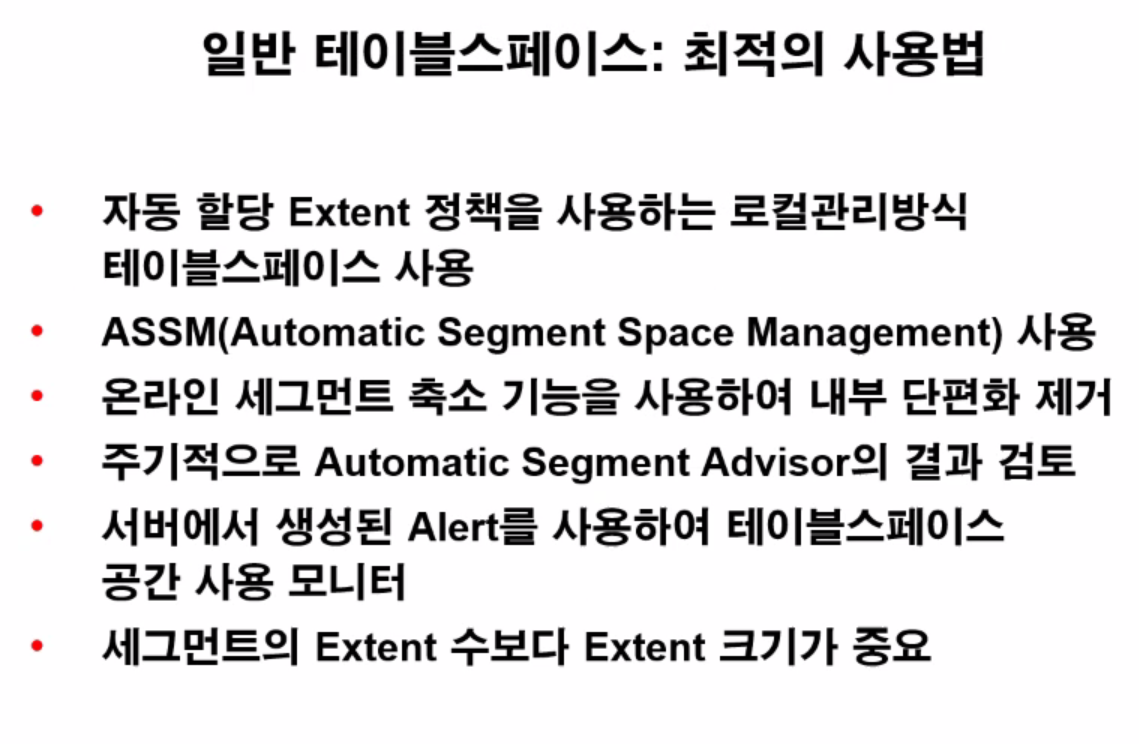 일반 테이블스페이스: 최적의 사용법
• 자동 할당 Extent 정책을 사용하는 로컬관리방식
테이블스페이스 사용
• ASSM(Automatic Segment Space Management) 사용
• 온라인 세그먼트 축소 기능을 사용하여 내부 단편화 제거
• 주기적으로 Automatic Segment Advisor의 결과 검토
• 서버에서 생성된 Alert를 사용하여 테이블스페이스
공간 사용 모니터
• 세그먼트의 Extent 수보다 Extent 크기가 중요